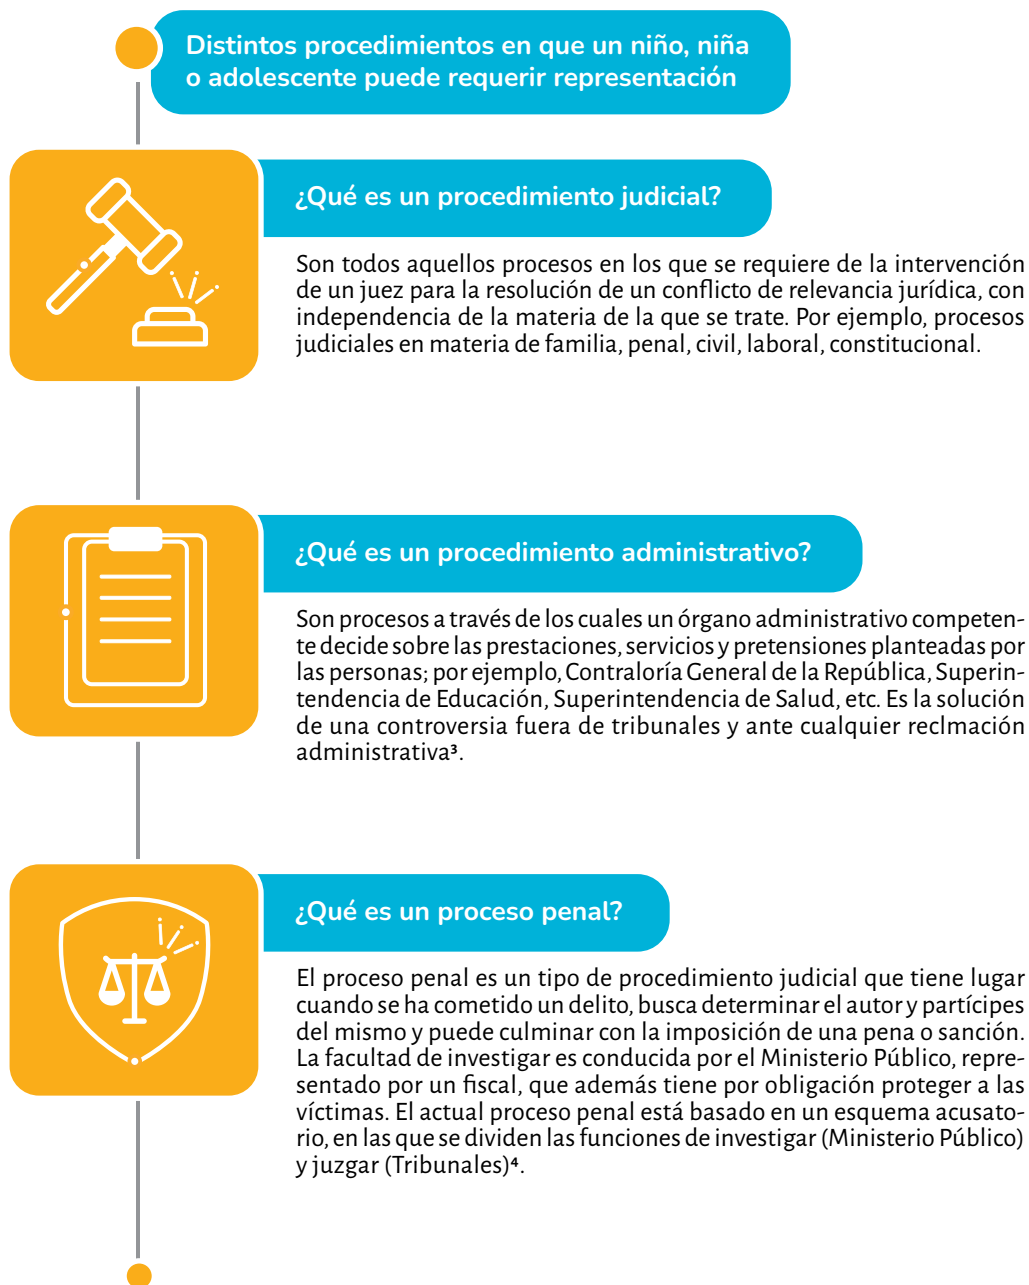 Distintos procedimientos en que un niño, niña
o adolescente puede requerir representación
¿Qué es un procedimiento judicial?
Son todos aquellos procesos en los que se requiere de la intervención
de un juez para la resolución de un conflicto de relevancia jurídica, con
independencia de la materia de la que se trate. Por ejemplo, procesos
judiciales en materia de familia, penal, civil, laboral, constitucional.
¿Qué es un procedimiento administrativo?
Son procesos a través de los cuales un órgano administrativo competen-
te decide sobre las prestaciones, servicios y pretensiones planteadas por
las personas; por ejemplo, Contraloría General de la República, Superin-
tendencia de Educación, Superintendencia de Salud, etc. Es la solución
de una controversia fuera de tribunales y ante cualquier reclmación
administrativa³.
¿Qué es un proceso penal?
El proceso penal es un tipo de procedimiento judicial que tiene lugar
cuando se ha cometido un delito, busca determinar el autor y partícipes
del mismo y puede culminar con la imposición de una pena o sanción.
La facultad de investigar es conducida por el Ministerio Público, repre-
sentado por un fiscal, que además tiene por obligación proteger a las
víctimas. El actual proceso penal está basado en un esquema acusato-
rio, en las que se dividen las funciones de investigar (Ministerio Público)
y juzgar (Tribunales)⁴.